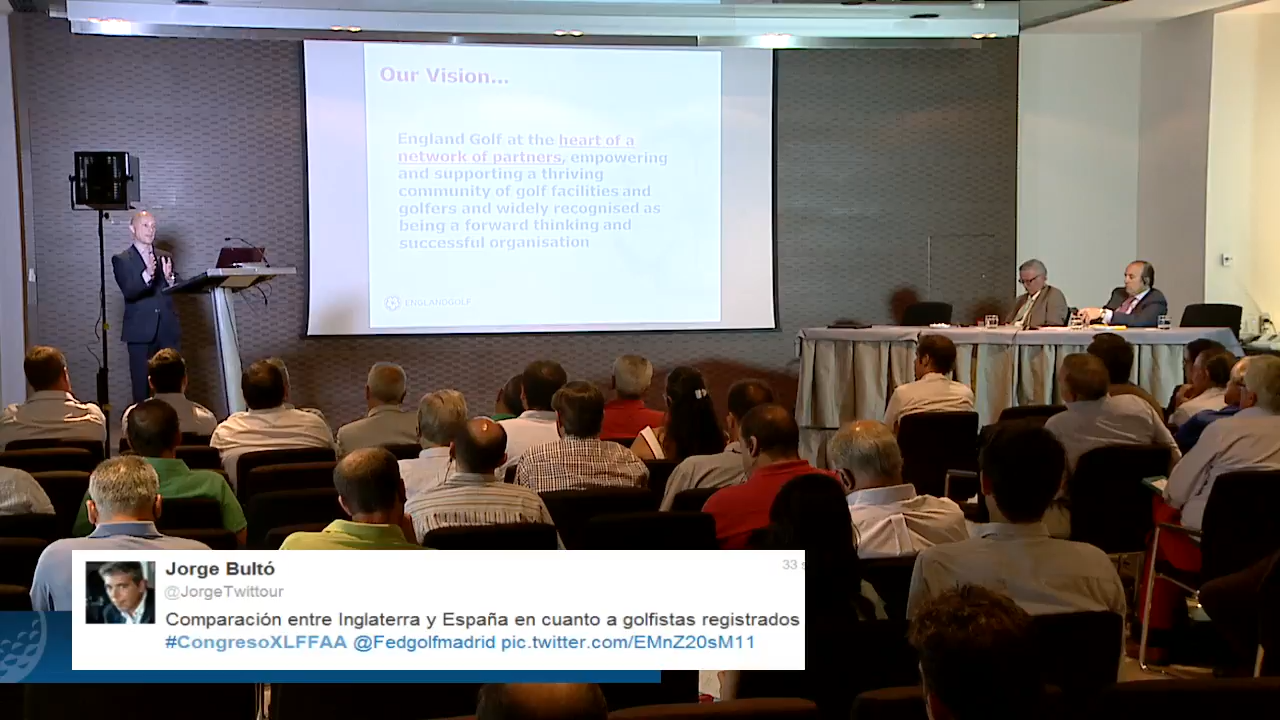 Our Vision...
England Golf at the heart of a
network of partners, empowering
and supporting a thriving
community of golf facilities and
golfers and widely recognised as
being a forward thinking and
successful organisation
ENGLANDGOLF
Jorge Bultó
33 s
@JorgeTwittour
Comparación entre Inglaterra y España en cuanto a golfistas registrados
#CongresoXLFFAA @Fedgolfmadrid pic.twitter.com/EMnZ20sM11